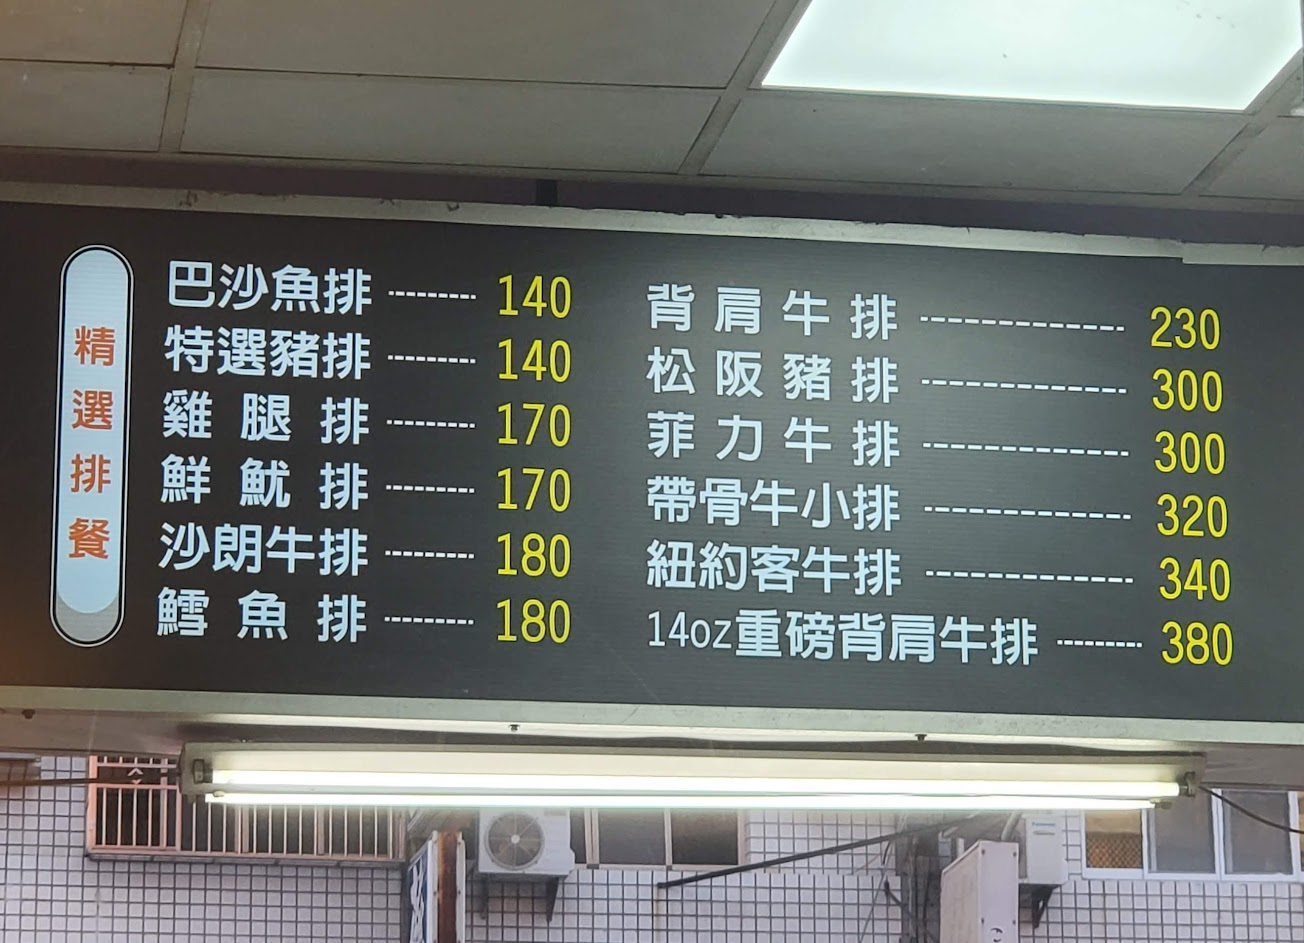 精選排餐
巴沙魚排 --------- 140
特選豬排 --------- 140
雞腿排 --------- 170
鮮魷排 --------- 170
沙朗牛排 --------- 180
鱈魚排 --------- 180
背肩牛排 --------------- 230
松阪豬排 --------------- 300
菲力牛排 --------------- 300
帶骨牛小排 --------------- 320
紐約客牛排 --------------- 340
14oz重磅背肩牛排 --------- 380